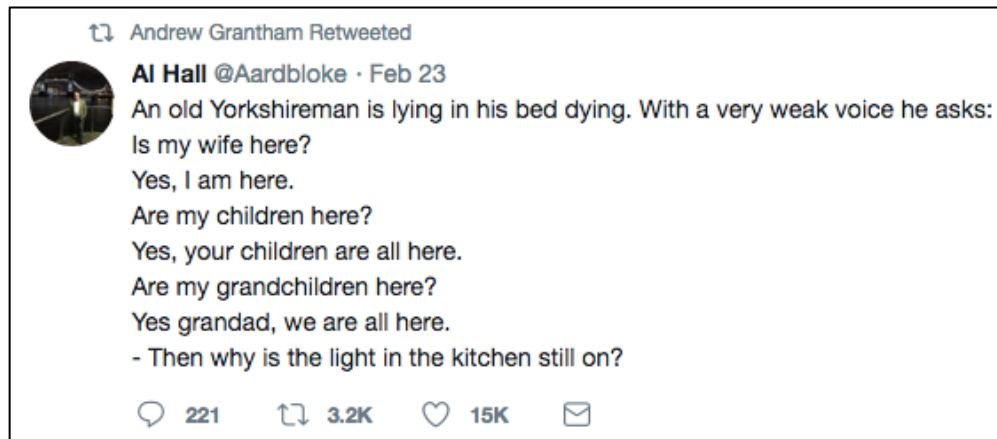 Andrew Grantham Retweeted
Al Hall @Aardbloke · Feb 23
An old Yorkshireman is lying in his bed dying. With a very weak voice he asks:
Is my wife here?
Yes, I am here.
Are my children here?
Yes, your children are all here.
Are my grandchildren here?
Yes grandad, we are all here.
- Then why is the light in the kitchen still on?
221 3.2K 15K